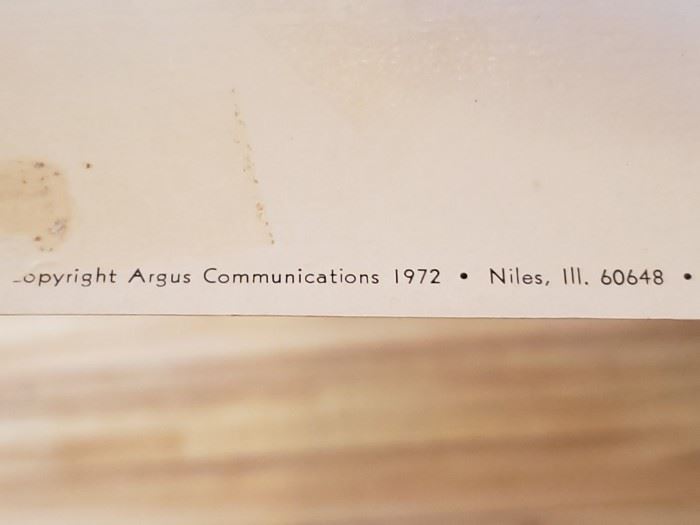 opyright Argus Communications 1972 • Niles, Ill. 60648 •